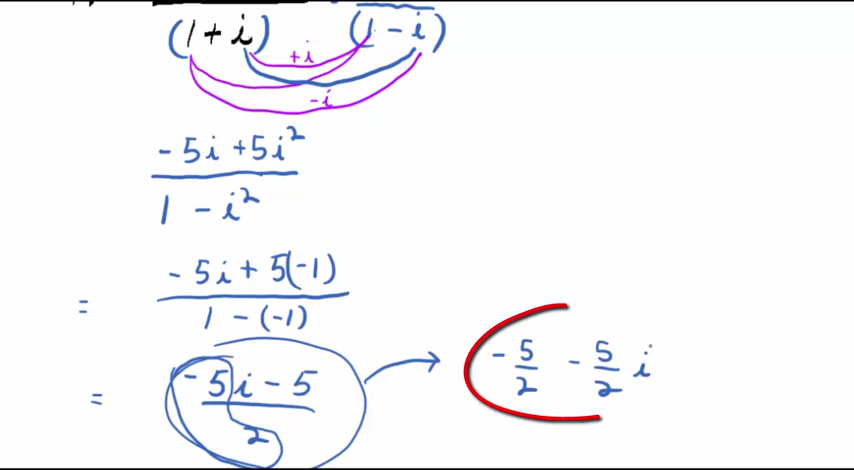 (1 + i) (1 - i)
+i
-i
- 5i + 5i²
1 - i²
= - 5i + 5(-1)
1 - (-1)
= - 5i - 5
2
- 5/2 - 5/2 i